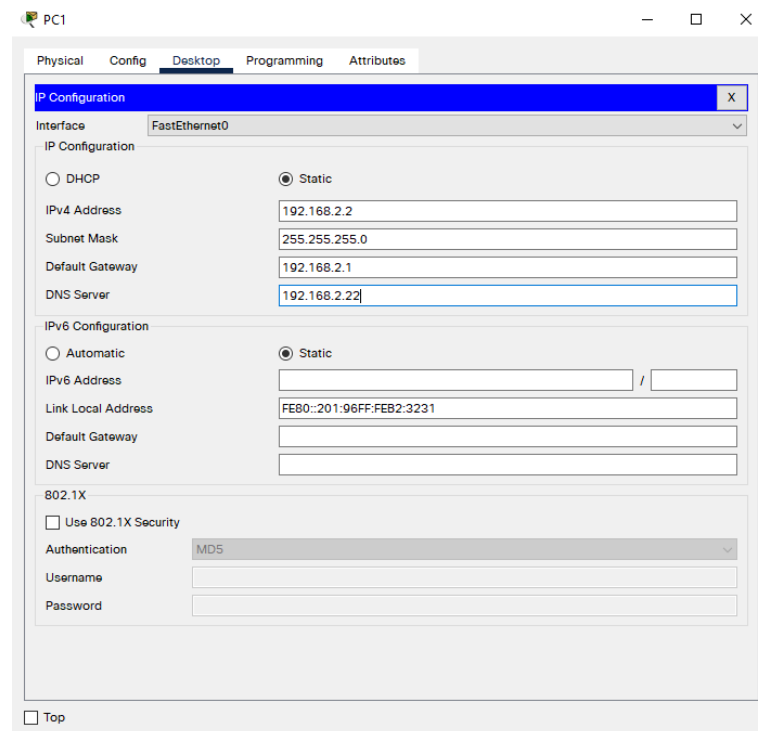 PC1
Physical Config Desktop Programming Attributes
IP Configuration X
Interface FastEthernet0
IP Configuration
DHCP Static
IPv4 Address 192.168.2.2
Subnet Mask 255.255.255.0
Default Gateway 192.168.2.1
DNS Server 192.168.2.22
IPv6 Configuration
Automatic Static
IPv6 Address /
Link Local Address FE80::201:96FF:FEB2:3231
Default Gateway
DNS Server
802.1X
Use 802.1X Security
Authentication MD5
Username
Password
Top